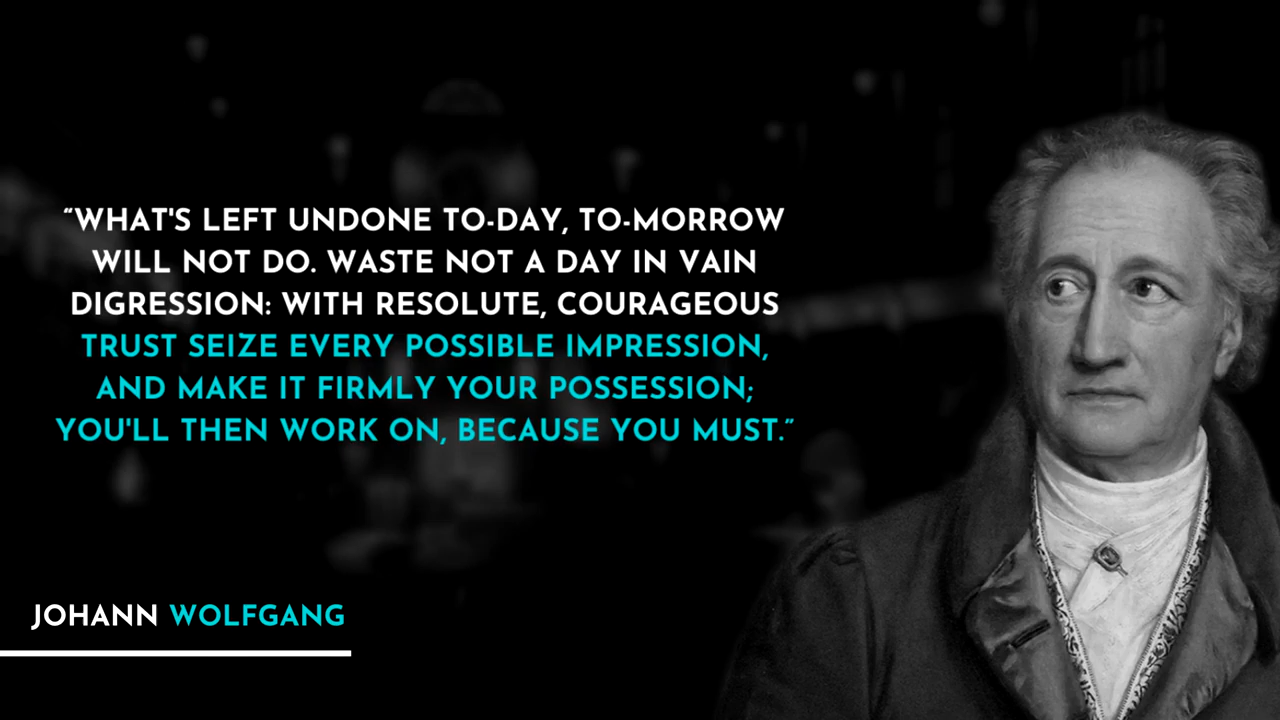 “WHAT'S LEFT UNDONE TO-DAY, TO-MORROW
WILL NOT DO. WASTE NOT A DAY IN VAIN
DIGRESSION: WITH RESOLUTE, COURAGEOUS
TRUST SEIZE EVERY POSSIBLE IMPRESSION,
AND MAKE IT FIRMLY YOUR POSSESSION;
YOU'LL THEN WORK ON, BECAUSE YOU MUST.”
JOHANN WOLFGANG